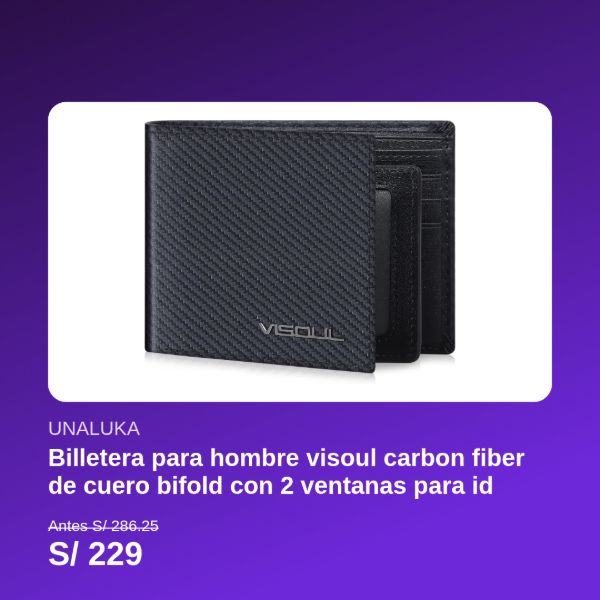 VISOUL
UNALUKA
Billetera para hombre visoul carbon fiber
de cuero bifold con 2 ventanas para id
Antes S/ 286.25
S/ 229